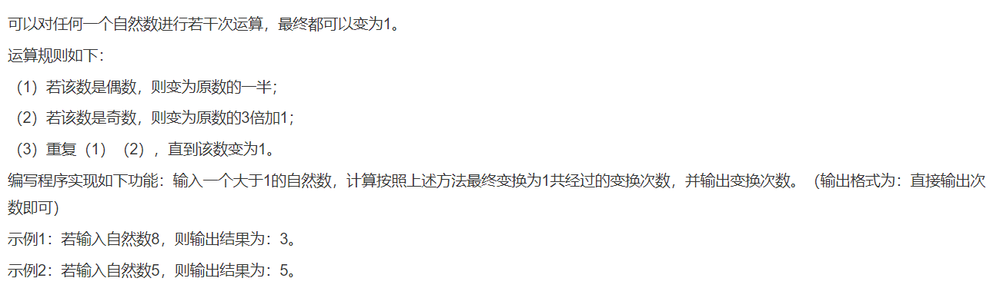 可以对任何一个自然数进行若干次运算，最终都可以变为1。
运算规则如下：
（1）若该数是偶数，则变为原数的一半；
（2）若该数是奇数，则变为原数的3倍加1；
（3）重复（1）（2），直到该数变为1。
编写程序实现如下功能：输入一个大于1的自然数，计算按照上述方法最终变换为1共经过的变换次数，并输出变换次数。（输出格式为：直接输出次
数即可）
示例1：若输入自然数8，则输出结果为：3。
示例2：若输入自然数5，则输出结果为：5。